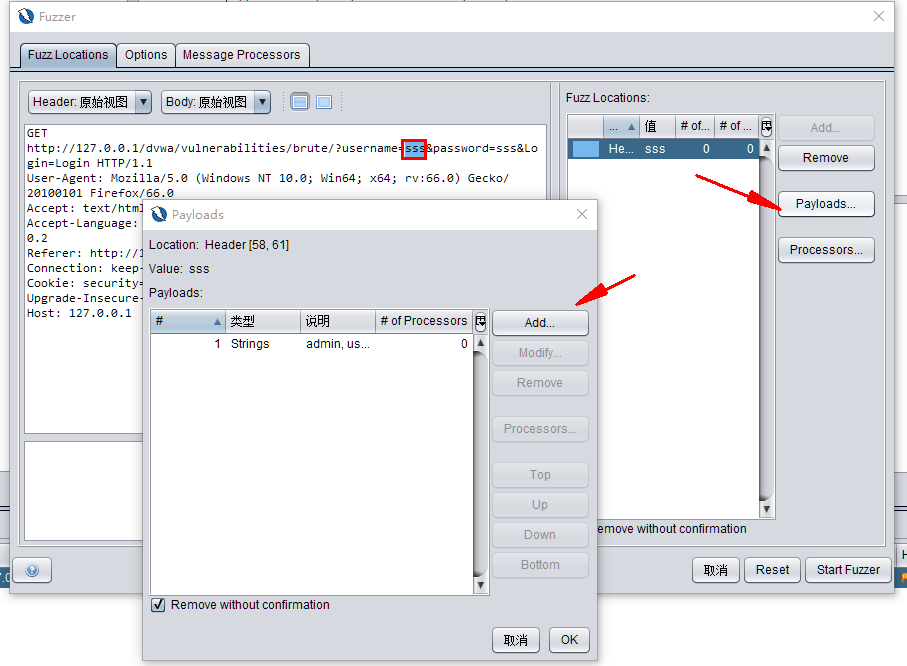 Fuzzer
Fuzz Locations
Options
Message Processors
Header: 原始视图
Body: 原始视图
GET
http://127.0.0.1/dvwa/vulnerabilities/brute/?username=sss&password=sss&Lo
gin=Login HTTP/1.1
User-Agent: Mozilla/5.0 (Windows NT 10.0; Win64; x64; rv:66.0) Gecko/
20100101 Firefox/66.0
Accept: text/html
Accept-Language:
0.2
Referer: http://1
Connection: keep-
Cookie: security=
Upgrade-Insecure-
Host: 127.0.0.1
Fuzz Locations:
... 值 # of... # of ...
He... sss 0 0
Add...
Remove
Payloads...
Processors...
emove without confirmation
取消
Reset
Start Fuzzer
Payloads
Location: Header [58, 61]
Value: sss
Payloads:
# 类型 说明 # of Processors
1 Strings admin, us... 0
Add...
Modify...
Remove
Processors...
Top
Up
Down
Bottom
Remove without confirmation
取消
OK